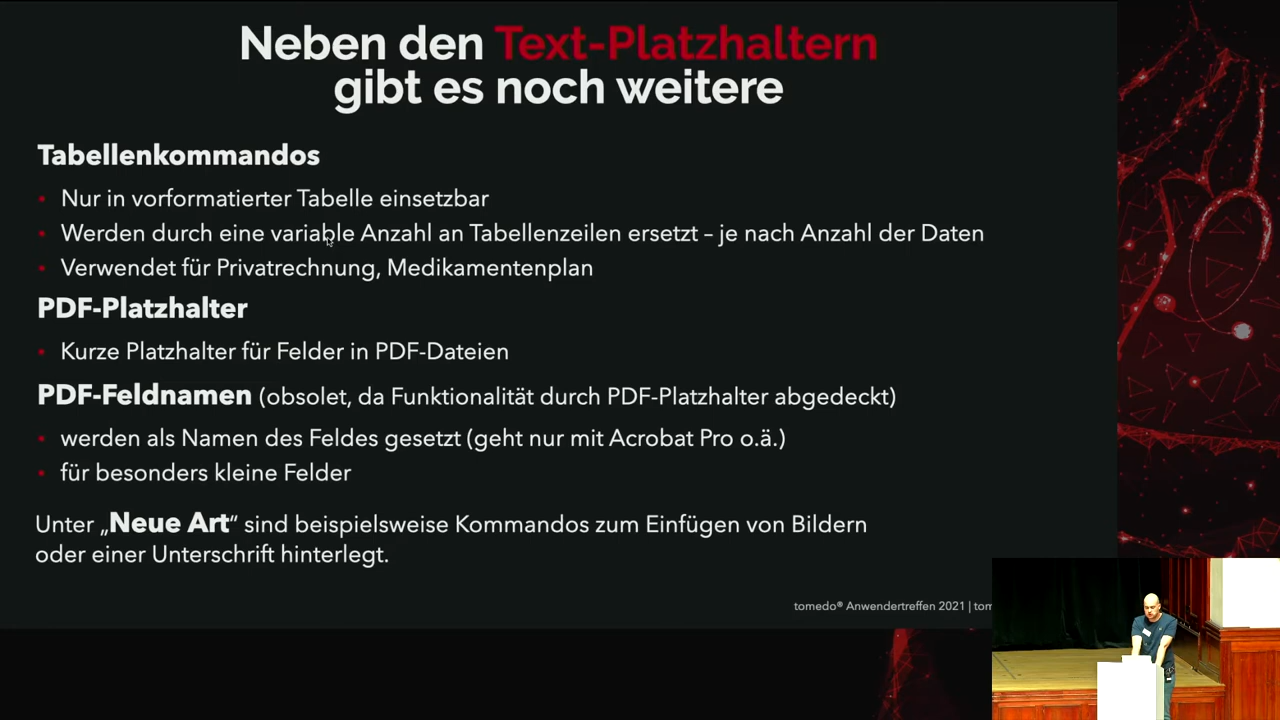 Neben den Text-Platzhaltern
gibt es noch weitere
Tabellenkommandos
• Nur in vorformatierter Tabelle einsetzbar
• Werden durch eine variable Anzahl an Tabellenzeilen ersetzt – je nach Anzahl der Daten
• Verwendet für Privatrechnung, Medikamentenplan
PDF-Platzhalter
• Kurze Platzhalter für Felder in PDF-Dateien
PDF-Feldnamen (obsolet, da Funktionalität durch PDF-Platzhalter abgedeckt)
• werden als Namen des Feldes gesetzt (geht nur mit Acrobat Pro o.ä.)
• für besonders kleine Felder
Unter „Neue Art“ sind beispielsweise Kommandos zum Einfügen von Bildern
oder einer Unterschrift hinterlegt.
tomedo® Anwendertreffen 2021 | tom